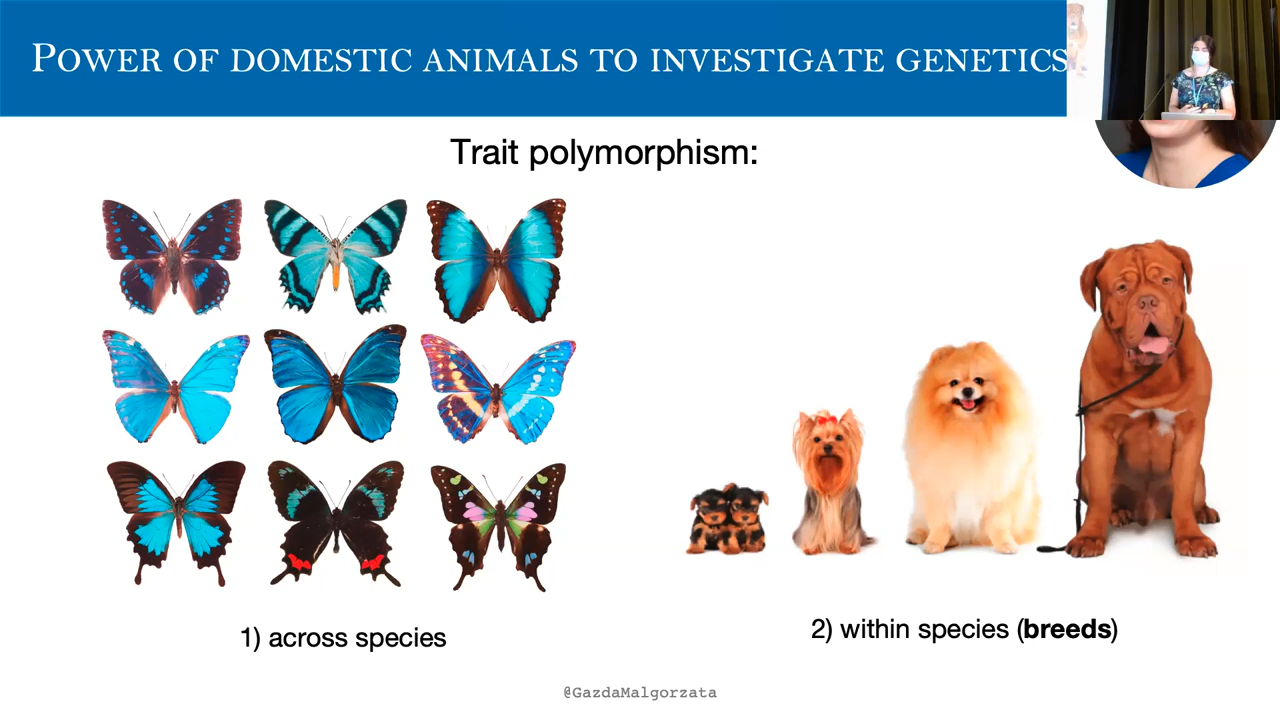 POWER OF DOMESTIC ANIMALS TO INVESTIGATE GENETICS
Trait polymorphism:
1) across species
2) within species (breeds)
@GazdaMalgorzata